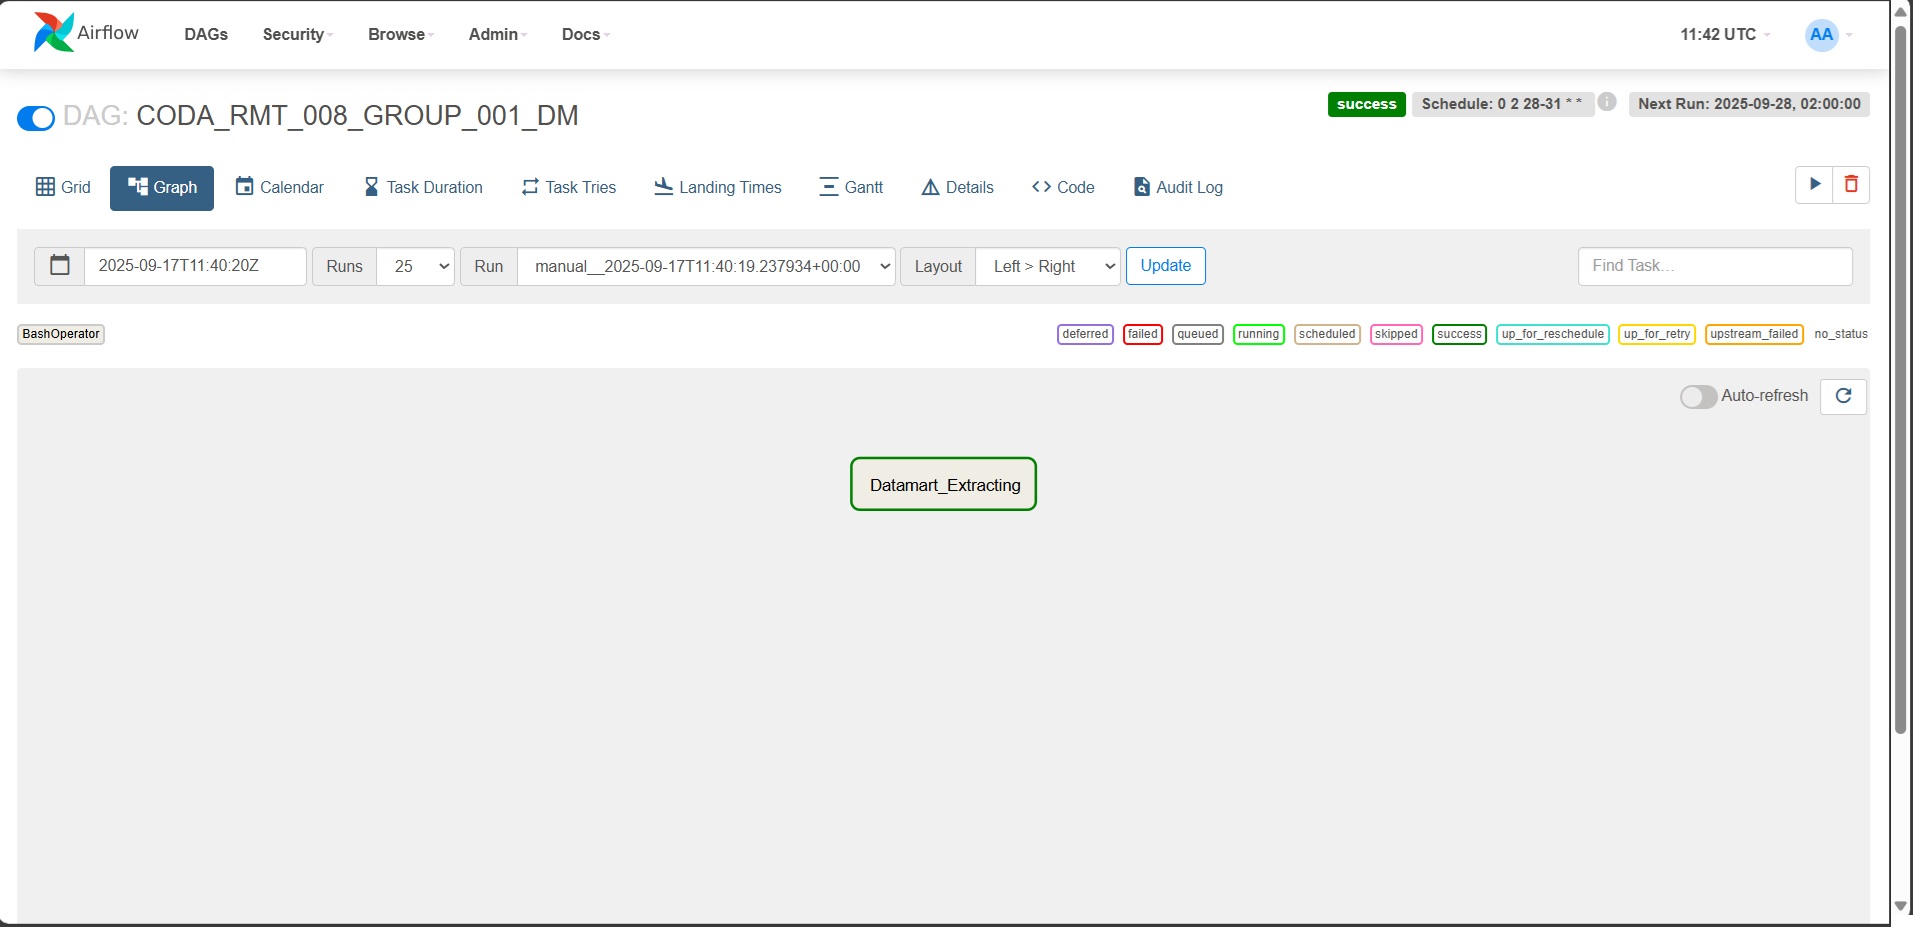 Airflow DAGs Security Browse Admin Docs 11:42 UTC AA
DAG: CODA_RMT_008_GROUP_001_DM success Schedule: 0 2 28-31 * * i Next Run: 2025-09-28, 02:00:00
Grid Graph Calendar Task Duration Task Tries Landing Times Gantt Details Code Audit Log
2025-09-17T11:40:20Z Runs 25 Run manual__2025-09-17T11:40:19.237934+00:00 Layout Left > Right Update Find Task...
BashOperator deferred failed queued running scheduled skipped success up_for_reschedule up_for_retry upstream_failed no_status
Auto-refresh
Datamart_Extracting